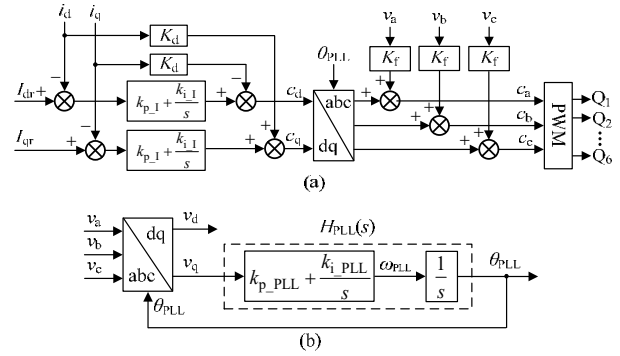 i_d i_q
v_a v_b v_c
K_d
θ_PLL
K_f K_f K_f
K_d
I_dr + − k_p_I + k_i_I/s + − c_d abc + + c_a Q_1
+ + c_b PWM Q_2
I_qr + − k_p_I + k_i_I/s + + c_q dq + + c_c Q_6
(a)
H_PLL(s)
v_a dq v_d
v_b
v_c abc v_q k_p_PLL + k_i_PLL/s ω_PLL 1/s θ_PLL
θ_PLL
(b)